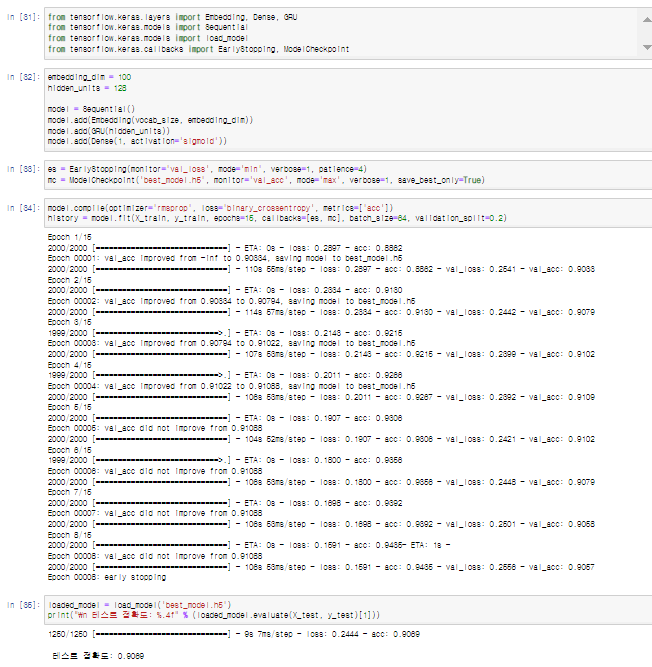 In [31]:
from tensorflow.keras.layers import Embedding, Dense, GRU
from tensorflow.keras.models import Sequential
from tensorflow.keras.models import load_model
from tensorflow.keras.callbacks import EarlyStopping, ModelCheckpoint
In [32]:
embedding_dim = 100
hidden_units = 128
model = Sequential()
model.add(Embedding(vocab_size, embedding_dim))
model.add(GRU(hidden_units))
model.add(Dense(1, activation='sigmoid'))
In [33]:
es = EarlyStopping(monitor='val_loss', mode='min', verbose=1, patience=4)
mc = ModelCheckpoint('best_model.h5', monitor='val_acc', mode='max', verbose=1, save_best_only=True)
In [34]:
model.compile(optimizer='rmsprop', loss='binary_crossentropy', metrics=['acc'])
history = model.fit(X_train, y_train, epochs=15, callbacks=[es, mc], batch_size=64, validation_split=0.2)
Epoch 1/15
2000/2000 [==============================] - ETA: 0s - loss: 0.2897 - acc: 0.8862
Epoch 00001: val_acc improved from -inf to 0.90334, saving model to best_model.h5
2000/2000 [==============================] - 110s 55ms/step - loss: 0.2897 - acc: 0.8862 - val_loss: 0.2541 - val_acc: 0.9033
Epoch 2/15
2000/2000 [==============================] - ETA: 0s - loss: 0.2334 - acc: 0.9130
Epoch 00002: val_acc improved from 0.90334 to 0.90794, saving model to best_model.h5
2000/2000 [==============================] - 114s 57ms/step - loss: 0.2334 - acc: 0.9130 - val_loss: 0.2442 - val_acc: 0.9079
Epoch 3/15
1999/2000 [============================>.] - ETA: 0s - loss: 0.2143 - acc: 0.9215
Epoch 00003: val_acc improved from 0.90794 to 0.91022, saving model to best_model.h5
2000/2000 [==============================] - 107s 53ms/step - loss: 0.2143 - acc: 0.9215 - val_loss: 0.2399 - val_acc: 0.9102
Epoch 4/15
1999/2000 [============================>.] - ETA: 0s - loss: 0.2011 - acc: 0.9266
Epoch 00004: val_acc improved from 0.91022 to 0.91088, saving model to best_model.h5
2000/2000 [==============================] - 106s 53ms/step - loss: 0.2011 - acc: 0.9267 - val_loss: 0.2392 - val_acc: 0.9109
Epoch 5/15
2000/2000 [==============================] - ETA: 0s - loss: 0.1907 - acc: 0.9306
Epoch 00005: val_acc did not improve from 0.91088
2000/2000 [==============================] - 104s 52ms/step - loss: 0.1907 - acc: 0.9306 - val_loss: 0.2421 - val_acc: 0.9102
Epoch 6/15
1999/2000 [============================>.] - ETA: 0s - loss: 0.1800 - acc: 0.9356
Epoch 00006: val_acc did not improve from 0.91088
2000/2000 [==============================] - 106s 53ms/step - loss: 0.1800 - acc: 0.9356 - val_loss: 0.2448 - val_acc: 0.9079
Epoch 7/15
2000/2000 [==============================] - ETA: 0s - loss: 0.1698 - acc: 0.9392
Epoch 00007: val_acc did not improve from 0.91088
2000/2000 [==============================] - 106s 53ms/step - loss: 0.1698 - acc: 0.9392 - val_loss: 0.2501 - val_acc: 0.9058
Epoch 8/15
2000/2000 [==============================] - ETA: 0s - loss: 0.1591 - acc: 0.9435- ETA: 1s -
Epoch 00008: val_acc did not improve from 0.91088
2000/2000 [==============================] - 106s 53ms/step - loss: 0.1591 - acc: 0.9435 - val_loss: 0.2556 - val_acc: 0.9057
Epoch 00008: early stopping
In [35]:
loaded_model = load_model('best_model.h5')
print("\n 테스트 정확도: %.4f" % (loaded_model.evaluate(X_test, y_test)[1]))
1250/1250 [==============================] - 9s 7ms/step - loss: 0.2444 - acc: 0.9069
테스트 정확도: 0.9069